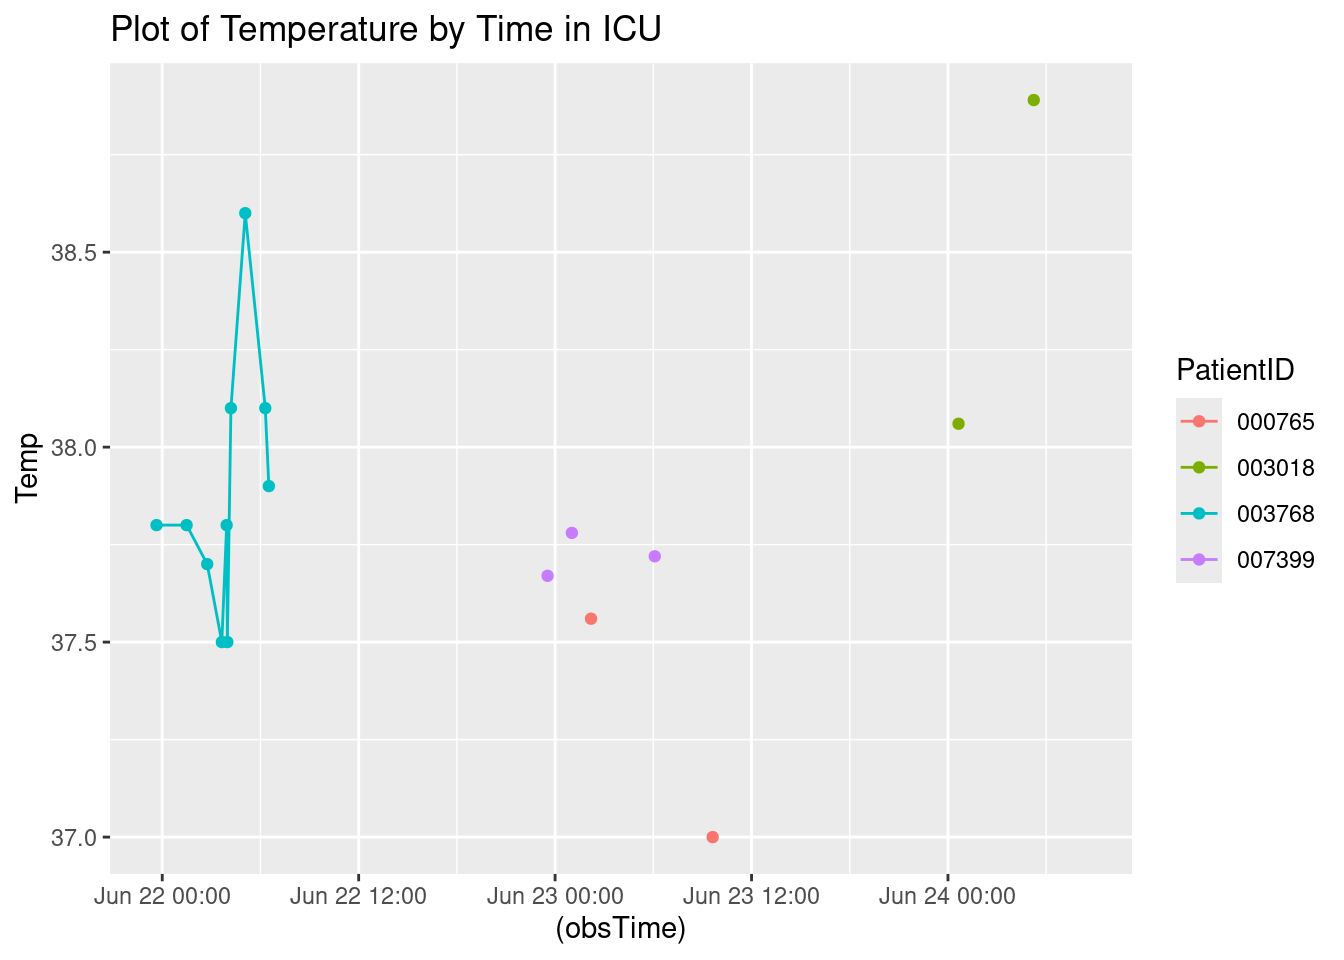 Plot of Temperature by Time in ICU
38.5
38.0
37.5
37.0
Temp
Jun 22 00:00 Jun 22 12:00 Jun 23 00:00 Jun 23 12:00 Jun 24 00:00
(obsTime)
PatientID
000765
003018
003768
007399